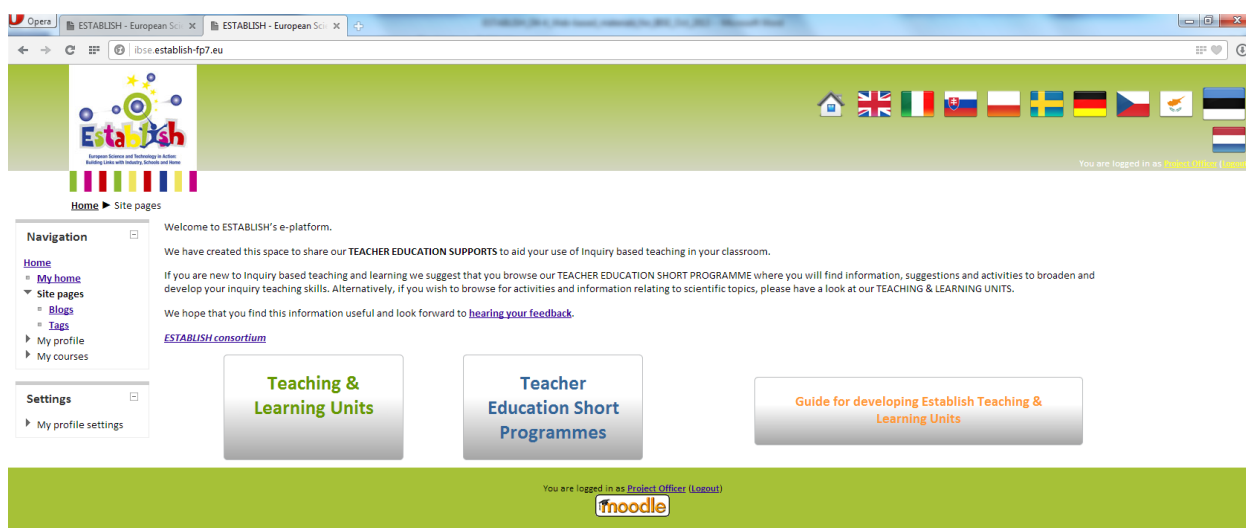 Opera
ESTABLISH - European Sci
ESTABLISH - European Sci
ibse.establish-fp7.eu
Establish
European Science and Technology in Action:
Building Links with Industry, Schools and Home
You are logged in as Project Officer (Logout
Home ► Site pages
Navigation
Home
My home
Site pages
Blogs
Tags
My profile
My courses
Settings
My profile settings
Welcome to ESTABLISH's e-platform.
We have created this space to share our TEACHER EDUCATION SUPPORTS to aid your use of Inquiry based teaching in your classroom.
If you are new to Inquiry based teaching and learning we suggest that you browse our TEACHER EDUCATION SHORT PROGRAMME where you will find information, suggestions and activities to broaden and
develop your inquiry teaching skills. Alternatively, if you wish to browse for activities and information relating to scientific topics, please have a look at our TEACHING & LEARNING UNITS.
We hope that you find this information useful and look forward to hearing your feedback.
ESTABLISH consortium
Teaching &
Learning Units
Teacher
Education Short
Programmes
Guide for developing Establish Teaching &
Learning Units
You are logged in as Project Officer (Logout)
moodle